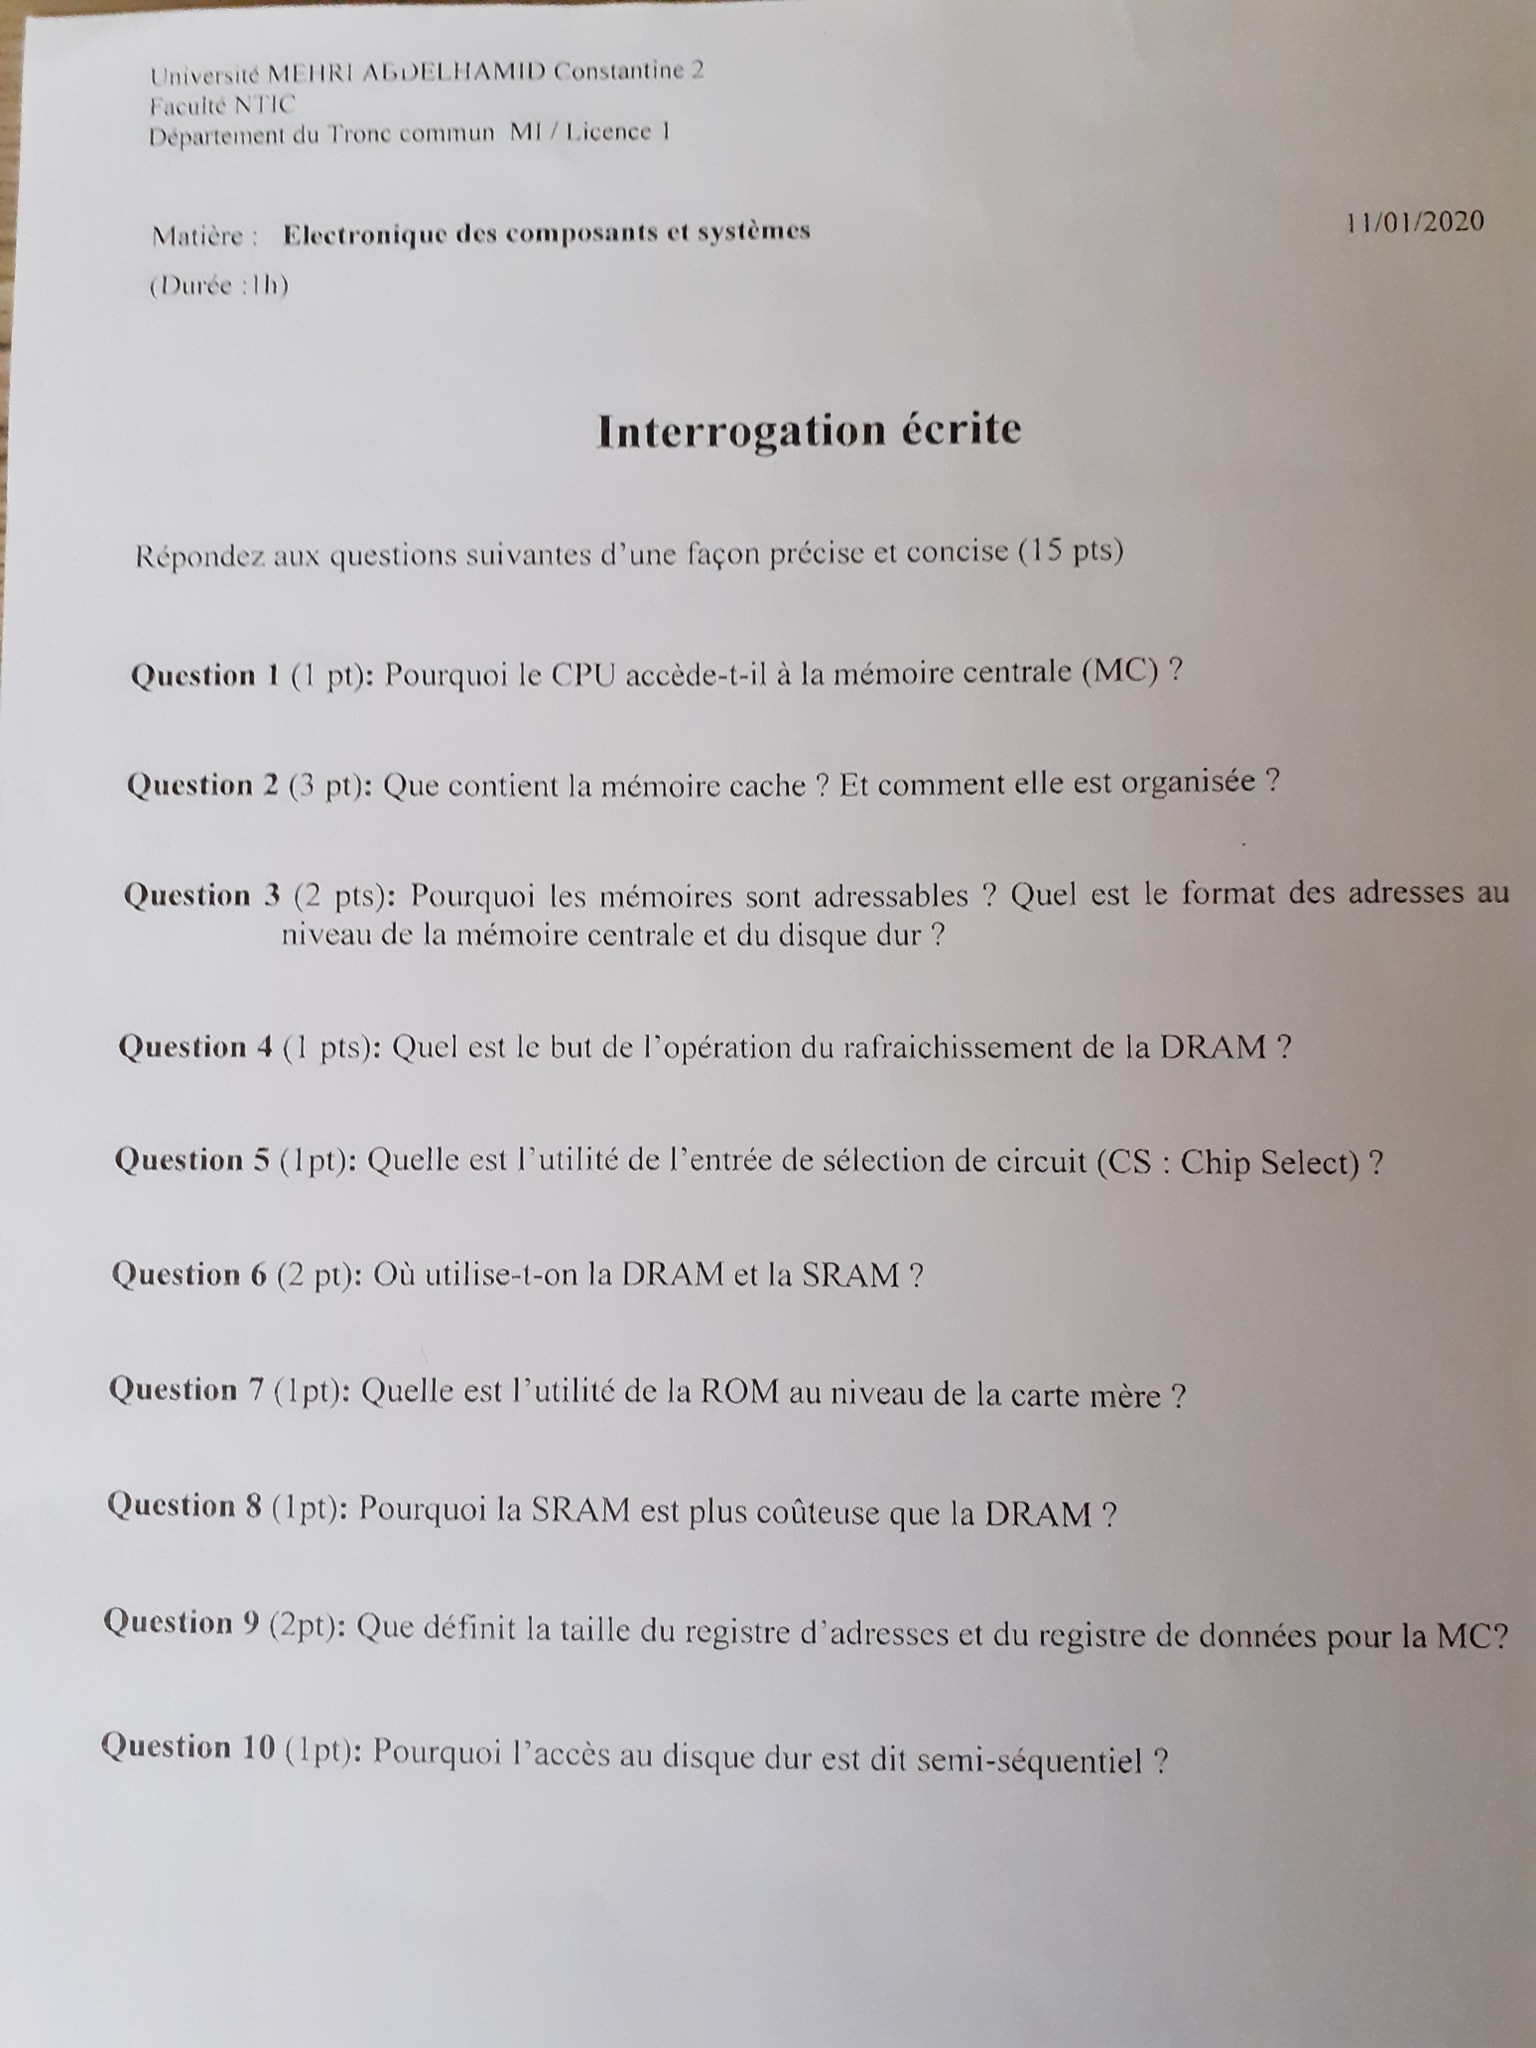 Université MEHRI ABDELHAMID Constantine 2
Faculté NTIC
Département du Tronc commun MI / Licence 1
Matière : Electronique des composants et systèmes
11/01/2020
(Durée :1h)
Interrogation écrite
Répondez aux questions suivantes d'une façon précise et concise (15 pts)
Question 1 (1 pt): Pourquoi le CPU accède-t-il à la mémoire centrale (MC) ?
Question 2 (3 pt): Que contient la mémoire cache ? Et comment elle est organisée ?
Question 3 (2 pts): Pourquoi les mémoires sont adressables ? Quel est le format des adresses au
niveau de la mémoire centrale et du disque dur ?
Question 4 (1 pts): Quel est le but de l'opération du rafraichissement de la DRAM ?
Question 5 (1pt): Quelle est l'utilité de l'entrée de sélection de circuit (CS : Chip Select) ?
Question 6 (2 pt): Où utilise-t-on la DRAM et la SRAM ?
Question 7 (1pt): Quelle est l'utilité de la ROM au niveau de la carte mère ?
Question 8 (1pt): Pourquoi la SRAM est plus coûteuse que la DRAM ?
Question 9 (2pt): Que définit la taille du registre d'adresses et du registre de données pour la MC?
Question 10 (1pt): Pourquoi l'accès au disque dur est dit semi-séquentiel ?